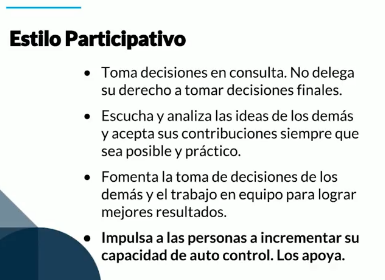 Estilo Participativo
• Toma decisiones en consulta. No delega
su derecho a tomar decisiones finales.
• Escucha y analiza las ideas de los demás
y acepta sus contribuciones siempre que
sea posible y práctico.
• Fomenta la toma de decisiones de los
demás y el trabajo en equipo para lograr
mejores resultados.
• Impulsa a las personas a incrementar su
capacidad de auto control. Los apoya.